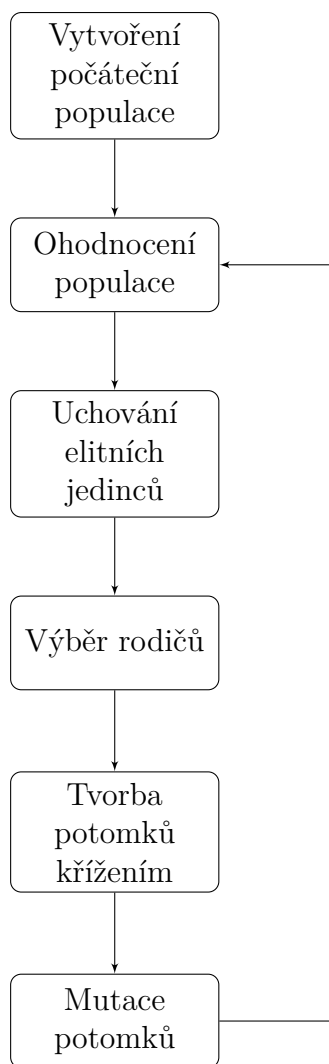 Vytvoření
počáteční
populace
Ohodnocení
populace
Uchování
elitních
jedinců
Výběr rodičů
Tvorba
potomků
křížením
Mutace
potomků